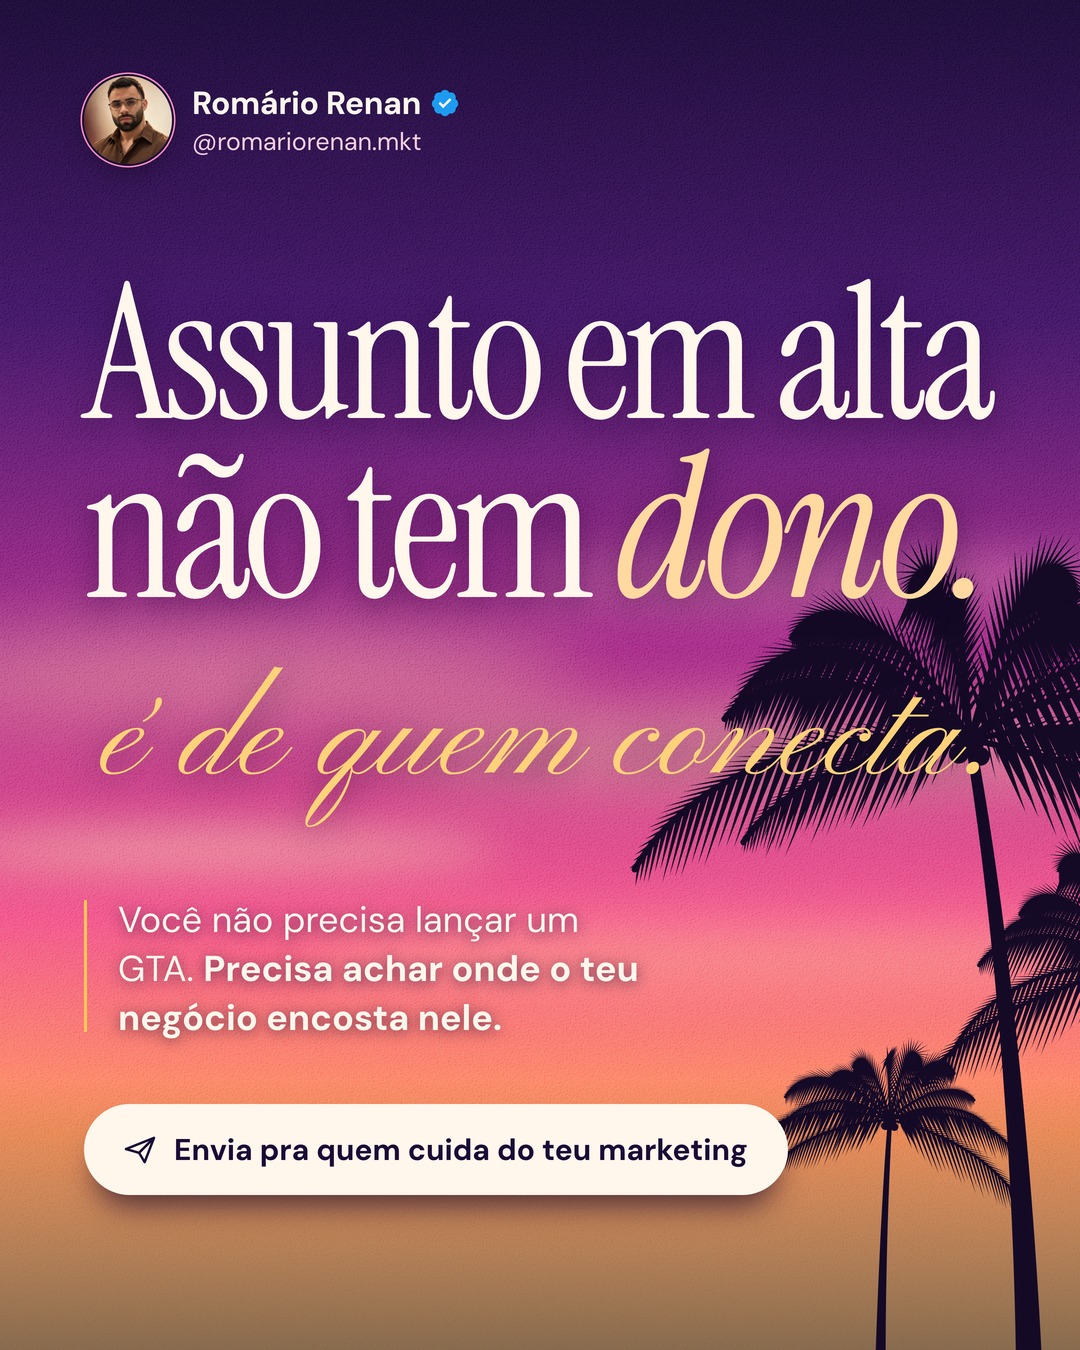 Romário Renan
@romariorenan.mkt
Assunto em alta
não tem dono.
é de quem conecta.
Você não precisa lançar um
GTA. Precisa achar onde o teu
negócio encosta nele.
Envia pra quem cuida do teu marketing